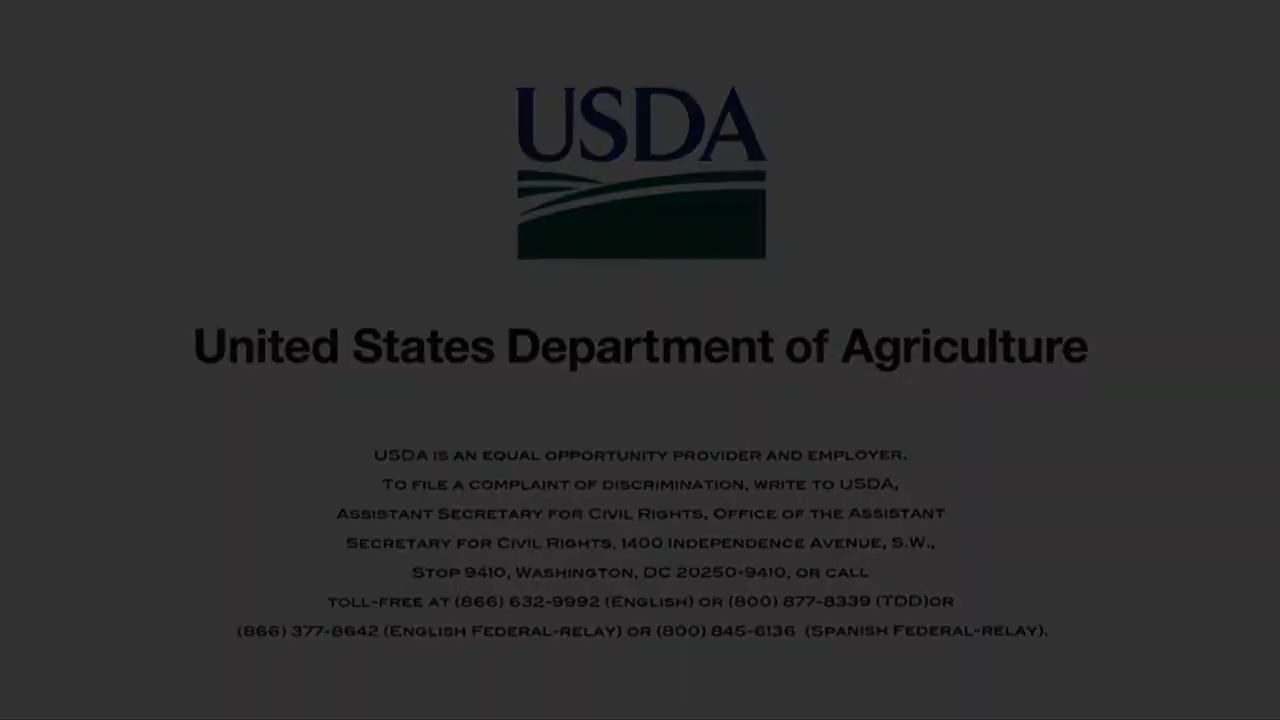 USDA
United States Department of Agriculture
USDA IS AN EQUAL OPPORTUNITY PROVIDER AND EMPLOYER.
TO FILE A COMPLAINT OF DISCRIMINATION, WRITE TO USDA,
ASSISTANT SECRETARY FOR CIVIL RIGHTS, OFFICE OF THE ASSISTANT
SECRETARY FOR CIVIL RIGHTS, 1400 INDEPENDENCE AVENUE, S.W.,
STOP 9410, WASHINGTON, DC 20250-9410, OR CALL
TOLL-FREE AT (866) 632-9992 (ENGLISH) OR (800) 877-8339 (TDD)OR
(866) 377-8642 (ENGLISH FEDERAL-RELAY) OR (800) 845-6136 (SPANISH FEDERAL-RELAY).